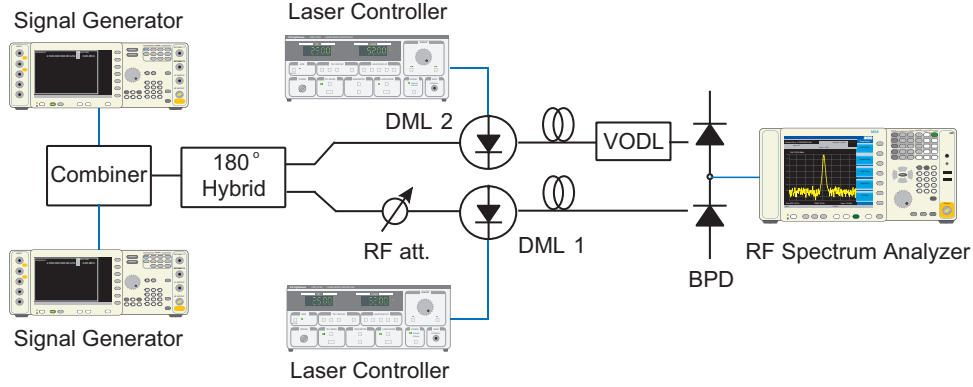 Signal Generator
Laser Controller
DML 2
Combiner
180°
Hybrid
VODL
RF att.
DML 1
BPD
RF Spectrum Analyzer
Signal Generator
Laser Controller